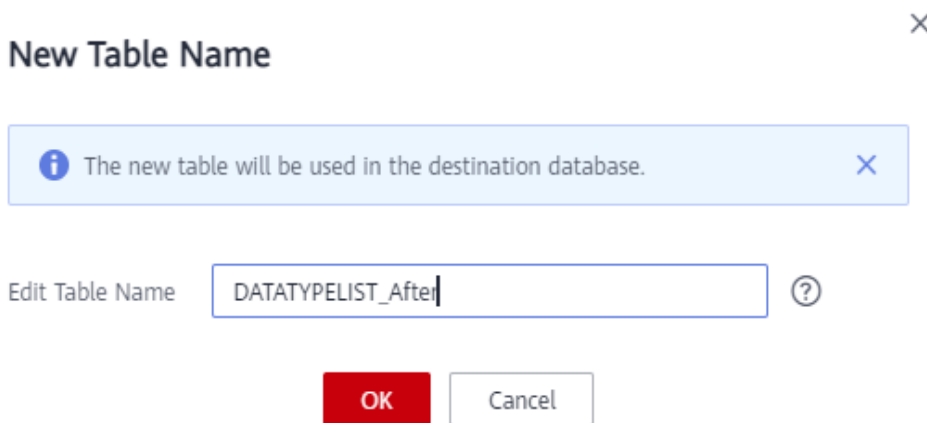 New Table Name
The new table will be used in the destination database.
Edit Table Name DATATYPELIST_After
OK Cancel